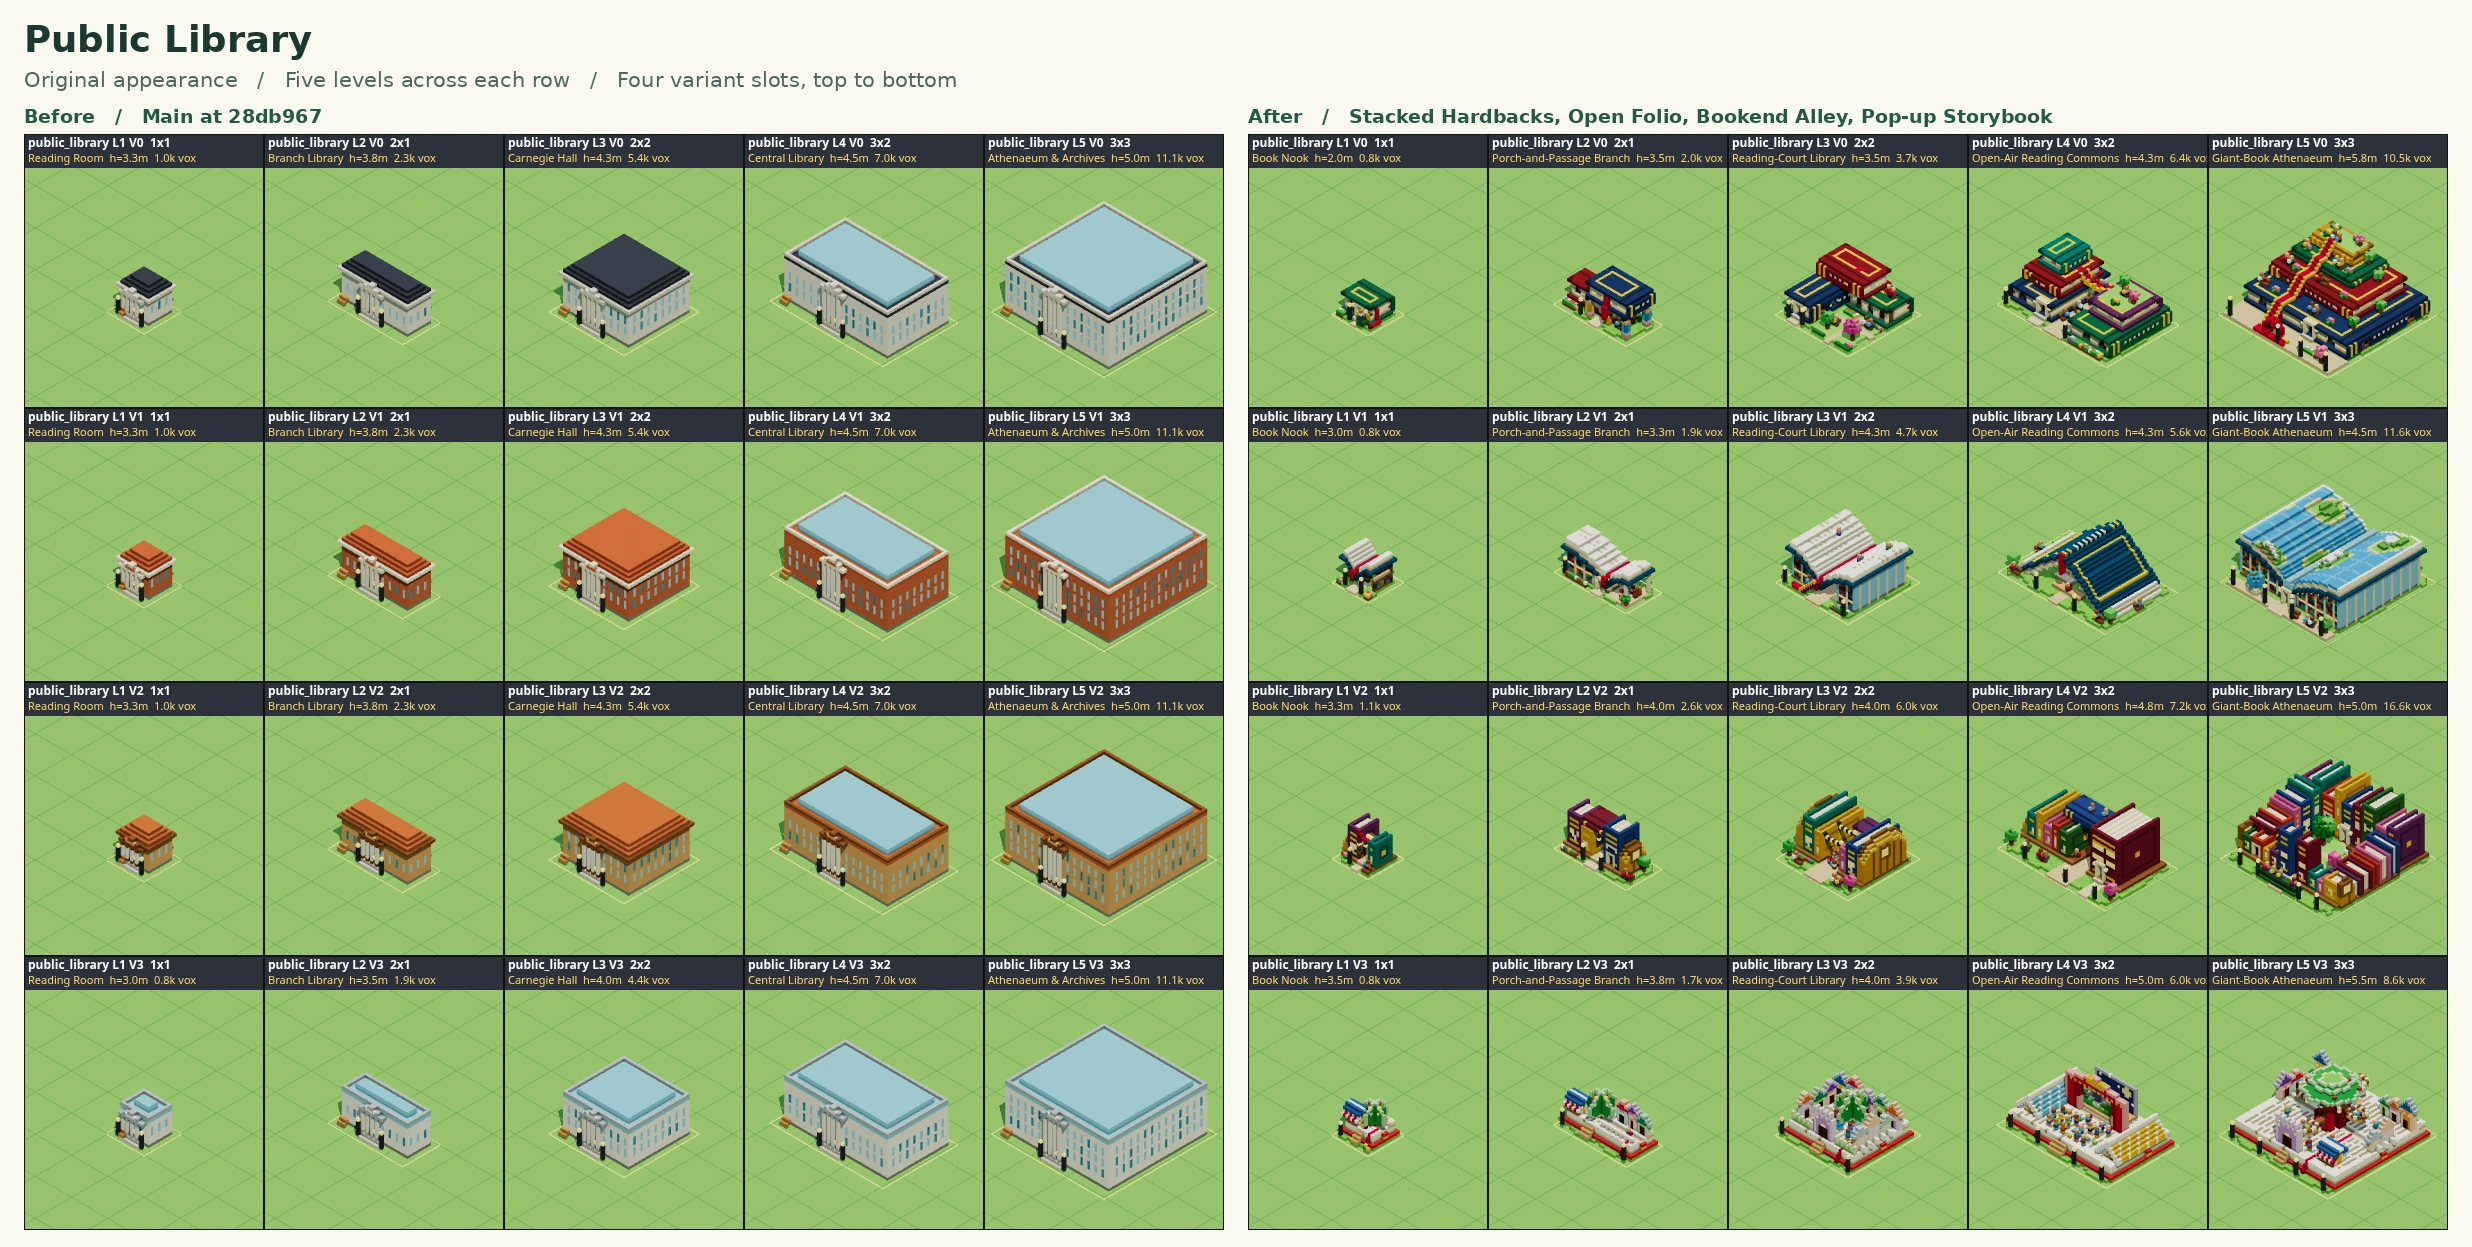 Public Library
Original appearance / Five levels across each row / Four variant slots, top to bottom
Before / Main at 28db967
public_library L1 V0 1x1
Reading Room h=3.3m 1.0k vox
public_library L2 V0 2x1
Branch Library h=3.8m 2.3k vox
public_library L3 V0 2x2
Carnegie Hall h=4.3m 5.4k vox
public_library L4 V0 3x2
Central Library h=4.5m 7.0k vox
public_library L5 V0 3x3
Athenaeum & Archives h=5.0m 11.1k vox
public_library L1 V1 1x1
Reading Room h=3.3m 1.0k vox
public_library L2 V1 2x1
Branch Library h=3.8m 2.3k vox
public_library L3 V1 2x2
Carnegie Hall h=4.3m 5.4k vox
public_library L4 V1 3x2
Central Library h=4.5m 7.0k vox
public_library L5 V1 3x3
Athenaeum & Archives h=5.0m 11.1k vox
public_library L1 V2 1x1
Reading Room h=3.3m 1.0k vox
public_library L2 V2 2x1
Branch Library h=3.8m 2.3k vox
public_library L3 V2 2x2
Carnegie Hall h=4.3m 5.4k vox
public_library L4 V2 3x2
Central Library h=4.5m 7.0k vox
public_library L5 V2 3x3
Athenaeum & Archives h=5.0m 11.1k vox
public_library L1 V3 1x1
Reading Room h=3.0m 0.8k vox
public_library L2 V3 2x1
Branch Library h=3.5m 1.9k vox
public_library L3 V3 2x2
Carnegie Hall h=4.0m 4.4k vox
public_library L4 V3 3x2
Central Library h=4.5m 7.0k vox
public_library L5 V3 3x3
Athenaeum & Archives h=5.0m 11.1k vox
After / Stacked Hardbacks, Open Folio, Bookend Alley, Pop-up Storybook
public_library L1 V0 1x1
Book Nook h=2.0m 0.8k vox
public_library L2 V0 2x1
Porch-and-Passage Branch h=3.5m 2.0k vox
public_library L3 V0 2x2
Reading-Court Library h=3.5m 3.7k vox
public_library L4 V0 3x2
Open-Air Reading Commons h=4.3m 6.4k vo
public_library L5 V0 3x3
Giant-Book Athenaeum h=5.8m 10.5k vox
public_library L1 V1 1x1
Book Nook h=3.0m 0.8k vox
public_library L2 V1 2x1
Porch-and-Passage Branch h=3.3m 1.9k vox
public_library L3 V1 2x2
Reading-Court Library h=4.3m 4.7k vox
public_library L4 V1 3x2
Open-Air Reading Commons h=4.3m 5.6k vo
public_library L5 V1 3x3
Giant-Book Athenaeum h=4.5m 11.6k vox
public_library L1 V2 1x1
Book Nook h=3.3m 1.1k vox
public_library L2 V2 2x1
Porch-and-Passage Branch h=4.0m 2.6k vox
public_library L3 V2 2x2
Reading-Court Library h=4.0m 6.0k vox
public_library L4 V2 3x2
Open-Air Reading Commons h=4.8m 7.2k vo
public_library L5 V2 3x3
Giant-Book Athenaeum h=5.0m 16.6k vox
public_library L1 V3 1x1
Book Nook h=3.5m 0.8k vox
public_library L2 V3 2x1
Porch-and-Passage Branch h=3.8m 1.7k vox
public_library L3 V3 2x2
Reading-Court Library h=4.0m 3.9k vox
public_library L4 V3 3x2
Open-Air Reading Commons h=5.0m 6.0k vo
public_library L5 V3 3x3
Giant-Book Athenaeum h=5.5m 8.6k vox